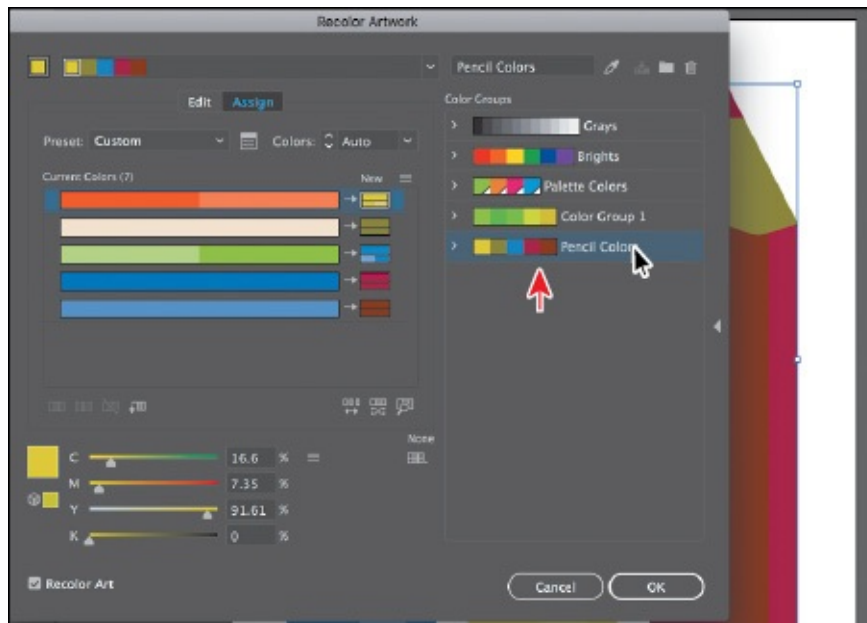 Recolor Artwork
Pencil Colors
Edit Assign
Color Groups
Preset: Custom Colors: Auto
Grays
Current Colors (7) New
Brights
Palette Colors
Color Group 1
Pencil Colors
None
C 16.6 %
M 7.35 %
Y 91.61 %
K 0 %
Recolor Art
Cancel OK